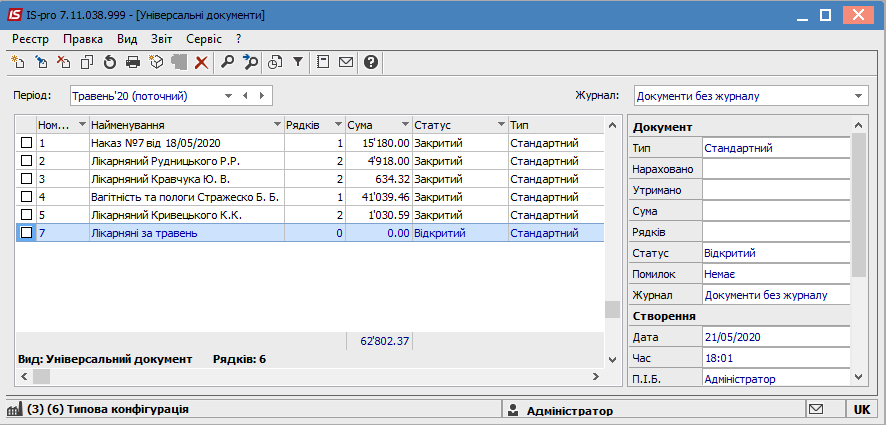 IS-pro 7.11.038.999 - [Універсальні документи]
Реєстр Правка Вид Звіт Сервіс ?
Період: Травень'20 (поточний) Журнал: Документи без журналу
Ном... Найменування Рядків Сума Статус Тип
1 Наказ №7 від 18/05/2020 1 15'180.00 Закритий Стандартний
2 Лікарняний Рудницького Р.Р. 2 4'918.00 Закритий Стандартний
3 Лікарняний Кравчука Ю. В. 2 634.32 Закритий Стандартний
4 Вагітність та пологи Стражеско Б. Б. 1 41'039.46 Закритий Стандартний
5 Лікарняний Кривецького К.К. 2 1'030.59 Закритий Стандартний
7 Лікарняні за травень 0 0.00 Відкритий Стандартний
62'802.37
Вид: Універсальний документ Рядків: 6
Документ
Тип Стандартний
Нараховано
Утримано
Сума
Рядків
Статус Відкритий
Помилок Немає
Журнал Документи без журналу
Створення
Дата 21/05/2020
Час 18:01
П.І.Б. Адміністратор
(3) (6) Типова конфігурація Адміністратор UK